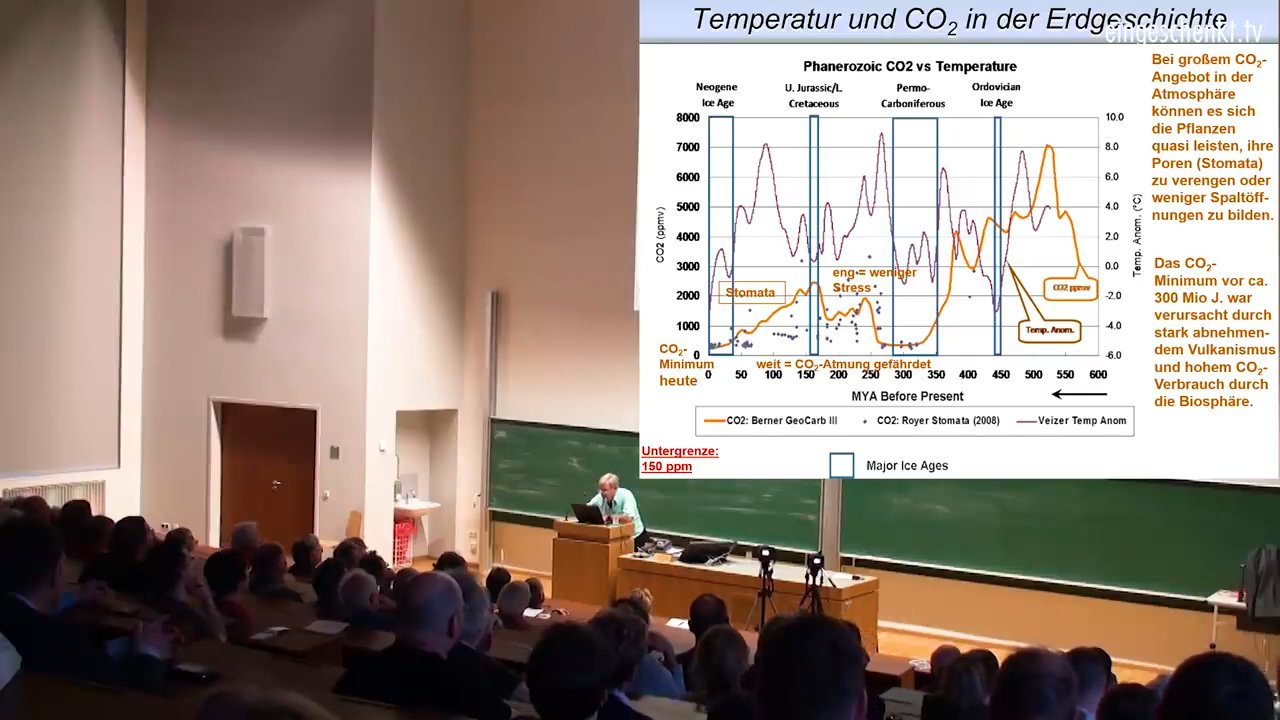 Temperatur und CO2 in der Erdgeschichte
eingeschenkt.tv
Phanerozoic CO2 vs Temperature
Neogene
Ice Age
U. Jurassic/L.
Cretaceous
Permo-
Carboniferous
Ordovician
Ice Age
8000
7000
6000
5000
4000
3000
2000
1000
0
CO2 (ppmv)
10.0
8.0
6.0
4.0
2.0
0.0
-2.0
-4.0
-6.0
Temp. Anom. (°C)
Stomata
eng = weniger
Stress
CO2 ppmv
Temp. Anom.
CO2-
Minimum
heute
weit = CO2-Atmung gefährdet
0 50 100 150 200 250 300 350 400 450 500 550 600
MYA Before Present
CO2: Berner GeoCarb III
CO2: Royer Stomata (2008)
Veizer Temp Anom
Untergrenze:
150 ppm
Major Ice Ages
Bei großem CO2-
Angebot in der
Atmosphäre
können es sich
die Pflanzen
quasi leisten, ihre
Poren (Stomata)
zu verengen oder
weniger Spaltöff-
nungen zu bilden.
Das CO2-
Minimum vor ca.
300 Mio J. war
verursacht durch
stark abnehmen-
dem Vulkanismus
und hohem CO2-
Verbrauch durch
die Biosphäre.